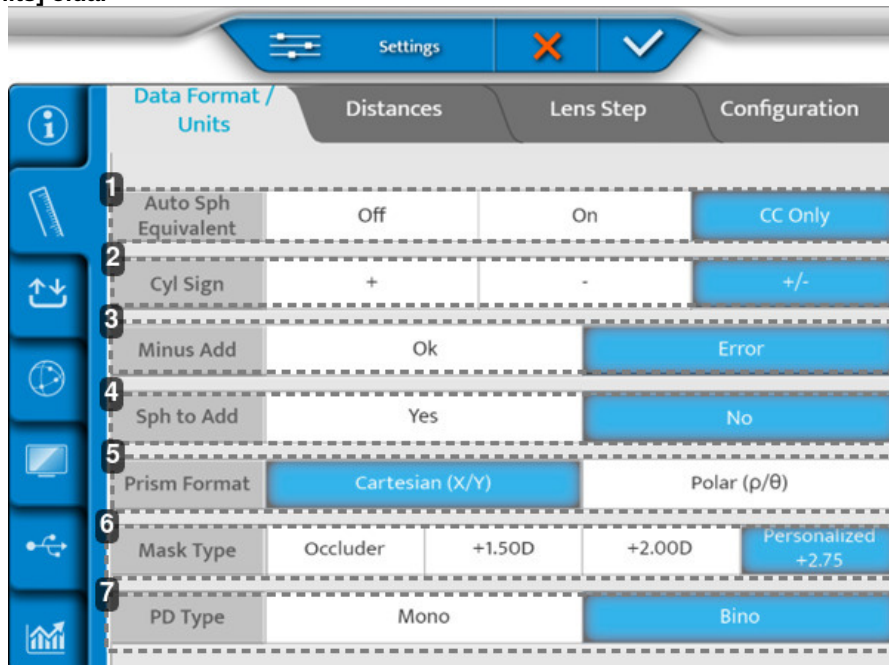 Settings
Data Format / Units
Distances
Lens Step
Configuration
1
Auto Sph Equivalent
Off
On
CC Only
2
Cyl Sign
+
-
+/-
3
Minus Add
Ok
Error
4
Sph to Add
Yes
No
5
Prism Format
Cartesian (X/Y)
Polar (ρ/θ)
6
Mask Type
Occluder
+1.50D
+2.00D
Personalized +2.75
7
PD Type
Mono
Bino